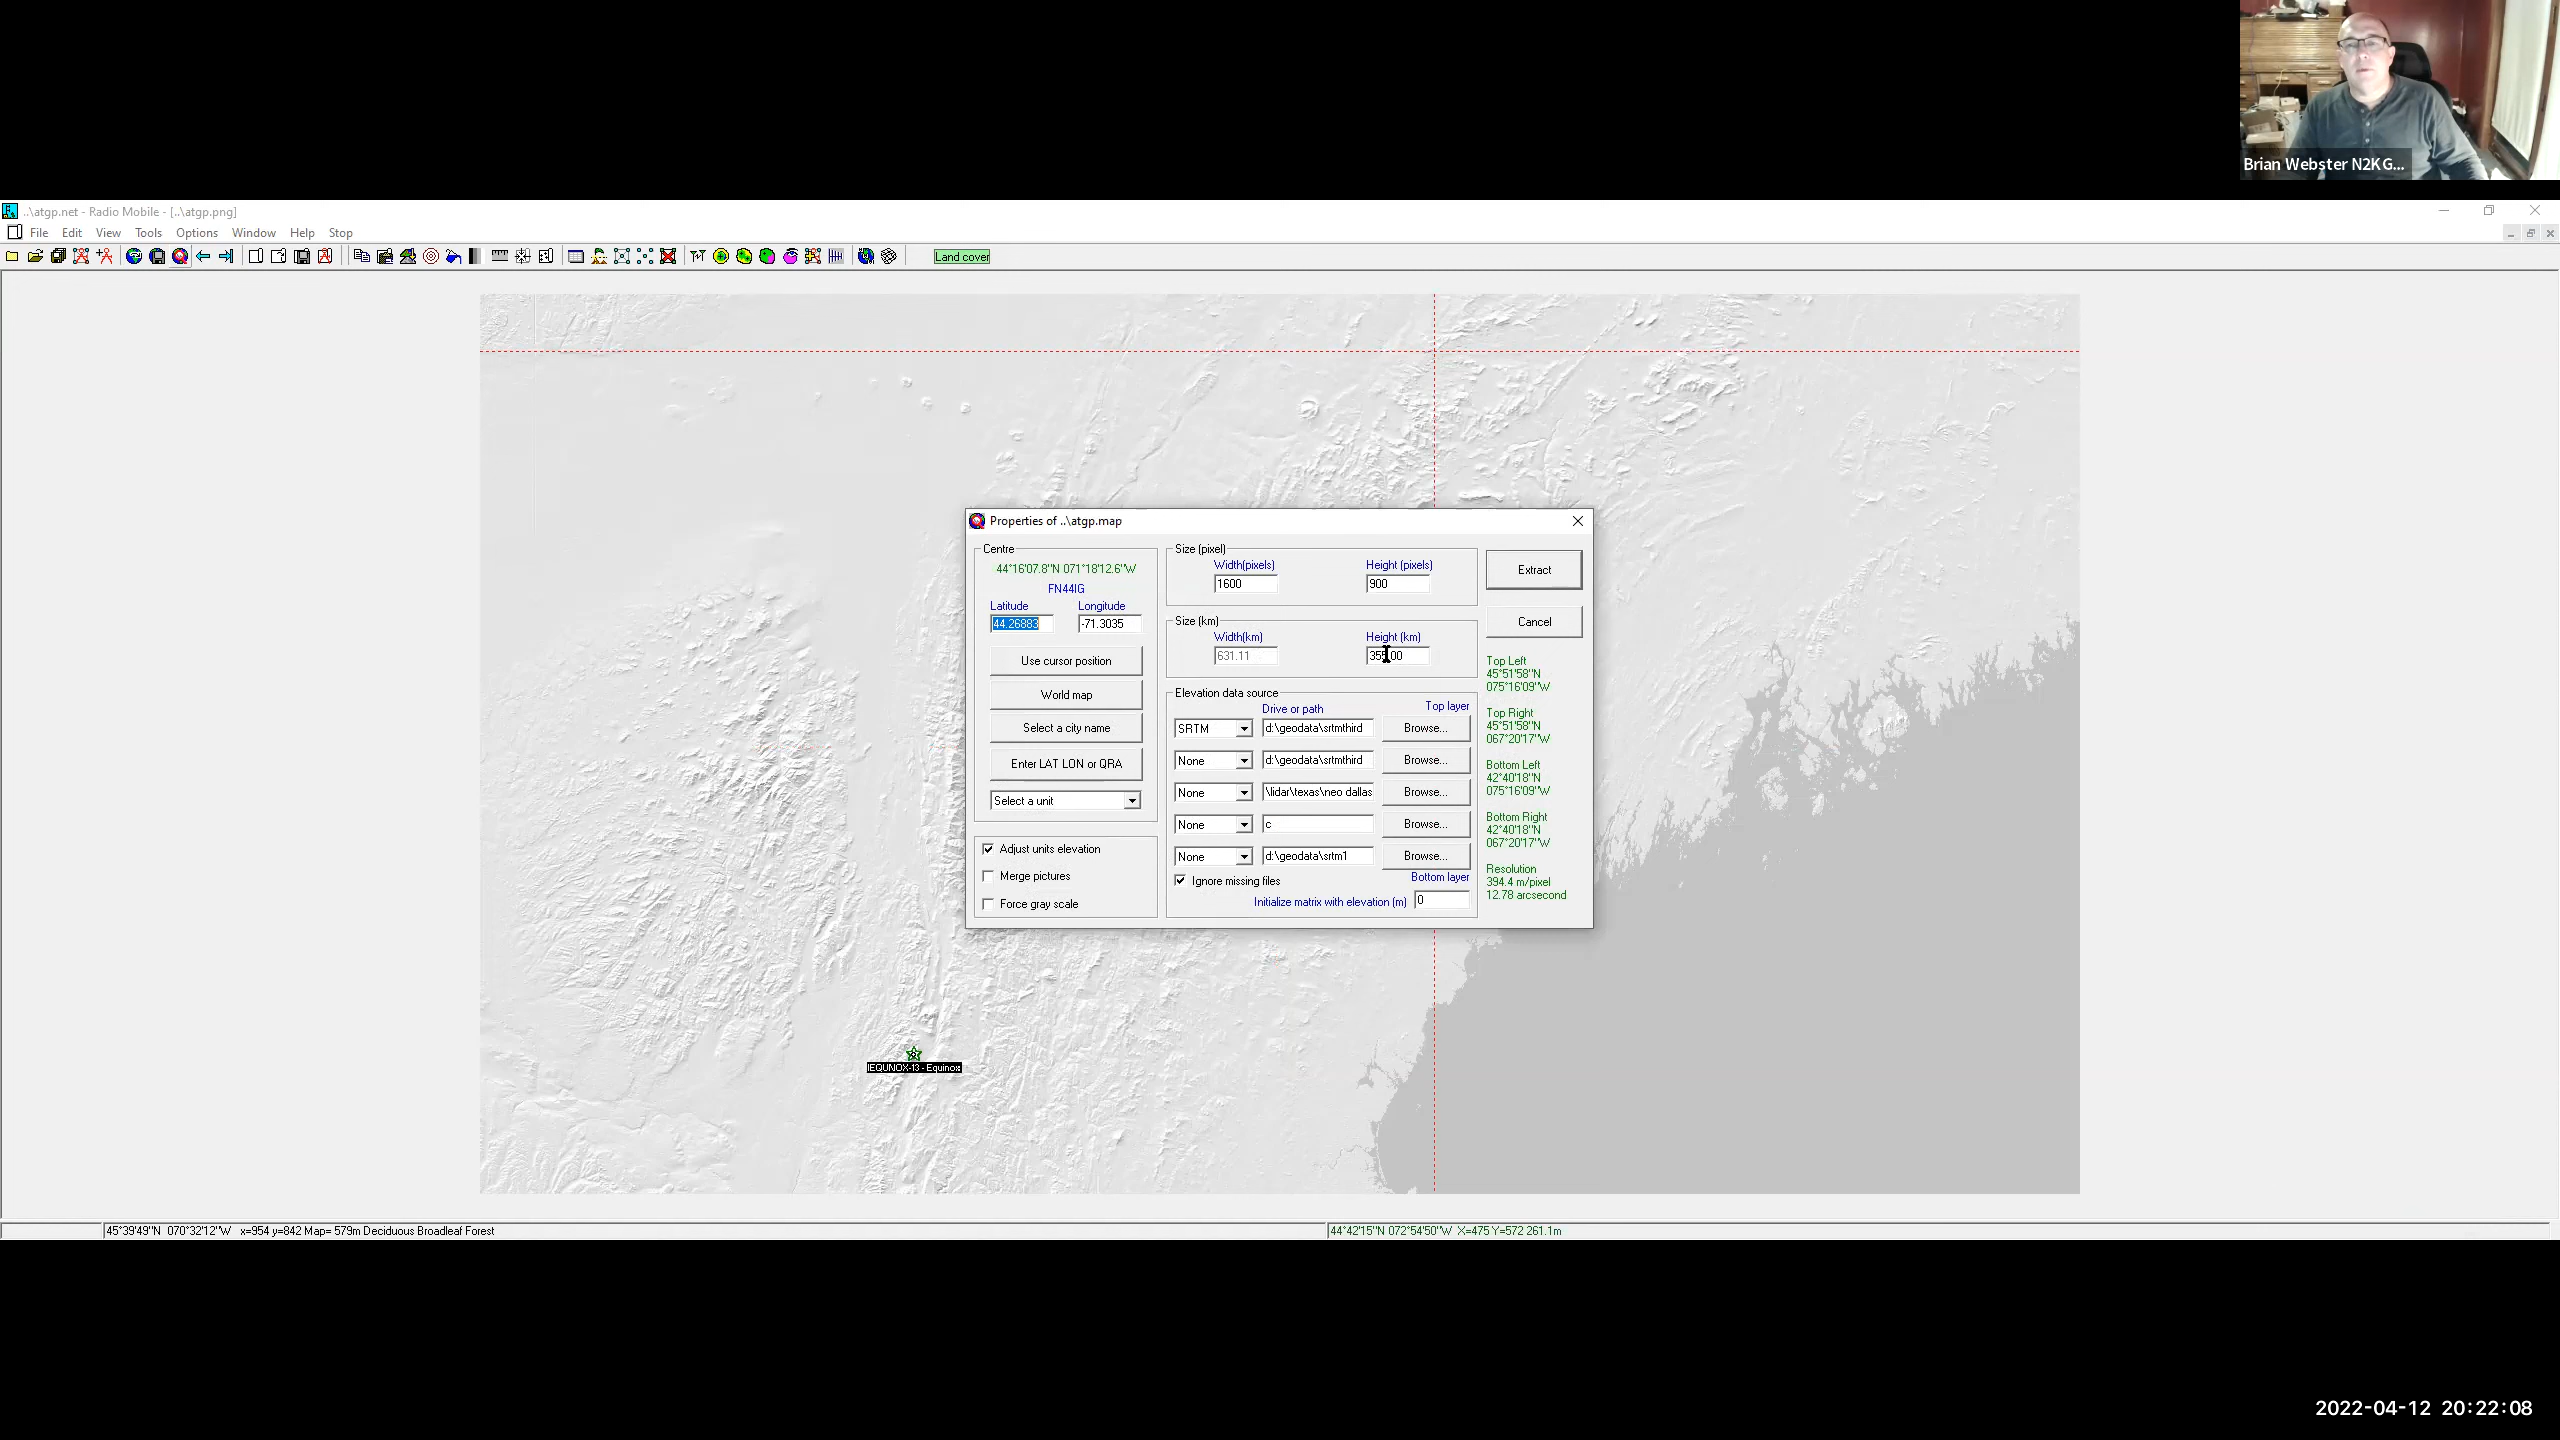 Brian Webster N2KG...
..\atgp.net - Radio Mobile - [..\atgp.png]
File Edit View Tools Options Window Help Stop
Land cover
Properties of ..\atgp.map
Centre
44°16'07.8"N 071°18'12.6"W
FN44IG
Latitude Longitude
44.26883 -71.3035
Use cursor position
World map
Select a city name
Enter LAT LON or QRA
Select a unit
Adjust units elevation
Merge pictures
Force gray scale
Size (pixel)
Width(pixels) Height (pixels)
1600 900
Size (km)
Width(km) Height (km)
631.11 355.00
Elevation data source
Drive or path Top layer
SRTM d:\geodata\srtmthird Browse...
None d:\geodata\srtmthird Browse...
None \lidar\texas\neo dallas Browse...
None c Browse...
None d:\geodata\srtm1 Browse...
Ignore missing files Bottom layer
Initialize matrix with elevation (m) 0
Extract
Cancel
Top Left
45°51'58"N
075°16'09"W
Top Right
45°51'58"N
067°20'17"W
Bottom Left
42°40'18"N
075°16'09"W
Bottom Right
42°40'18"N
067°20'17"W
Resolution
394.4 m/pixel
12.78 arcsecond
EQUNOX-13 - Equinox
45°39'49"N 070°32'12"W x=954 y=842 Map= 579m Deciduous Broadleaf Forest
44°42'15"N 072°54'50"W X=475 Y=572 261.1m
2022-04-12 20:22:08